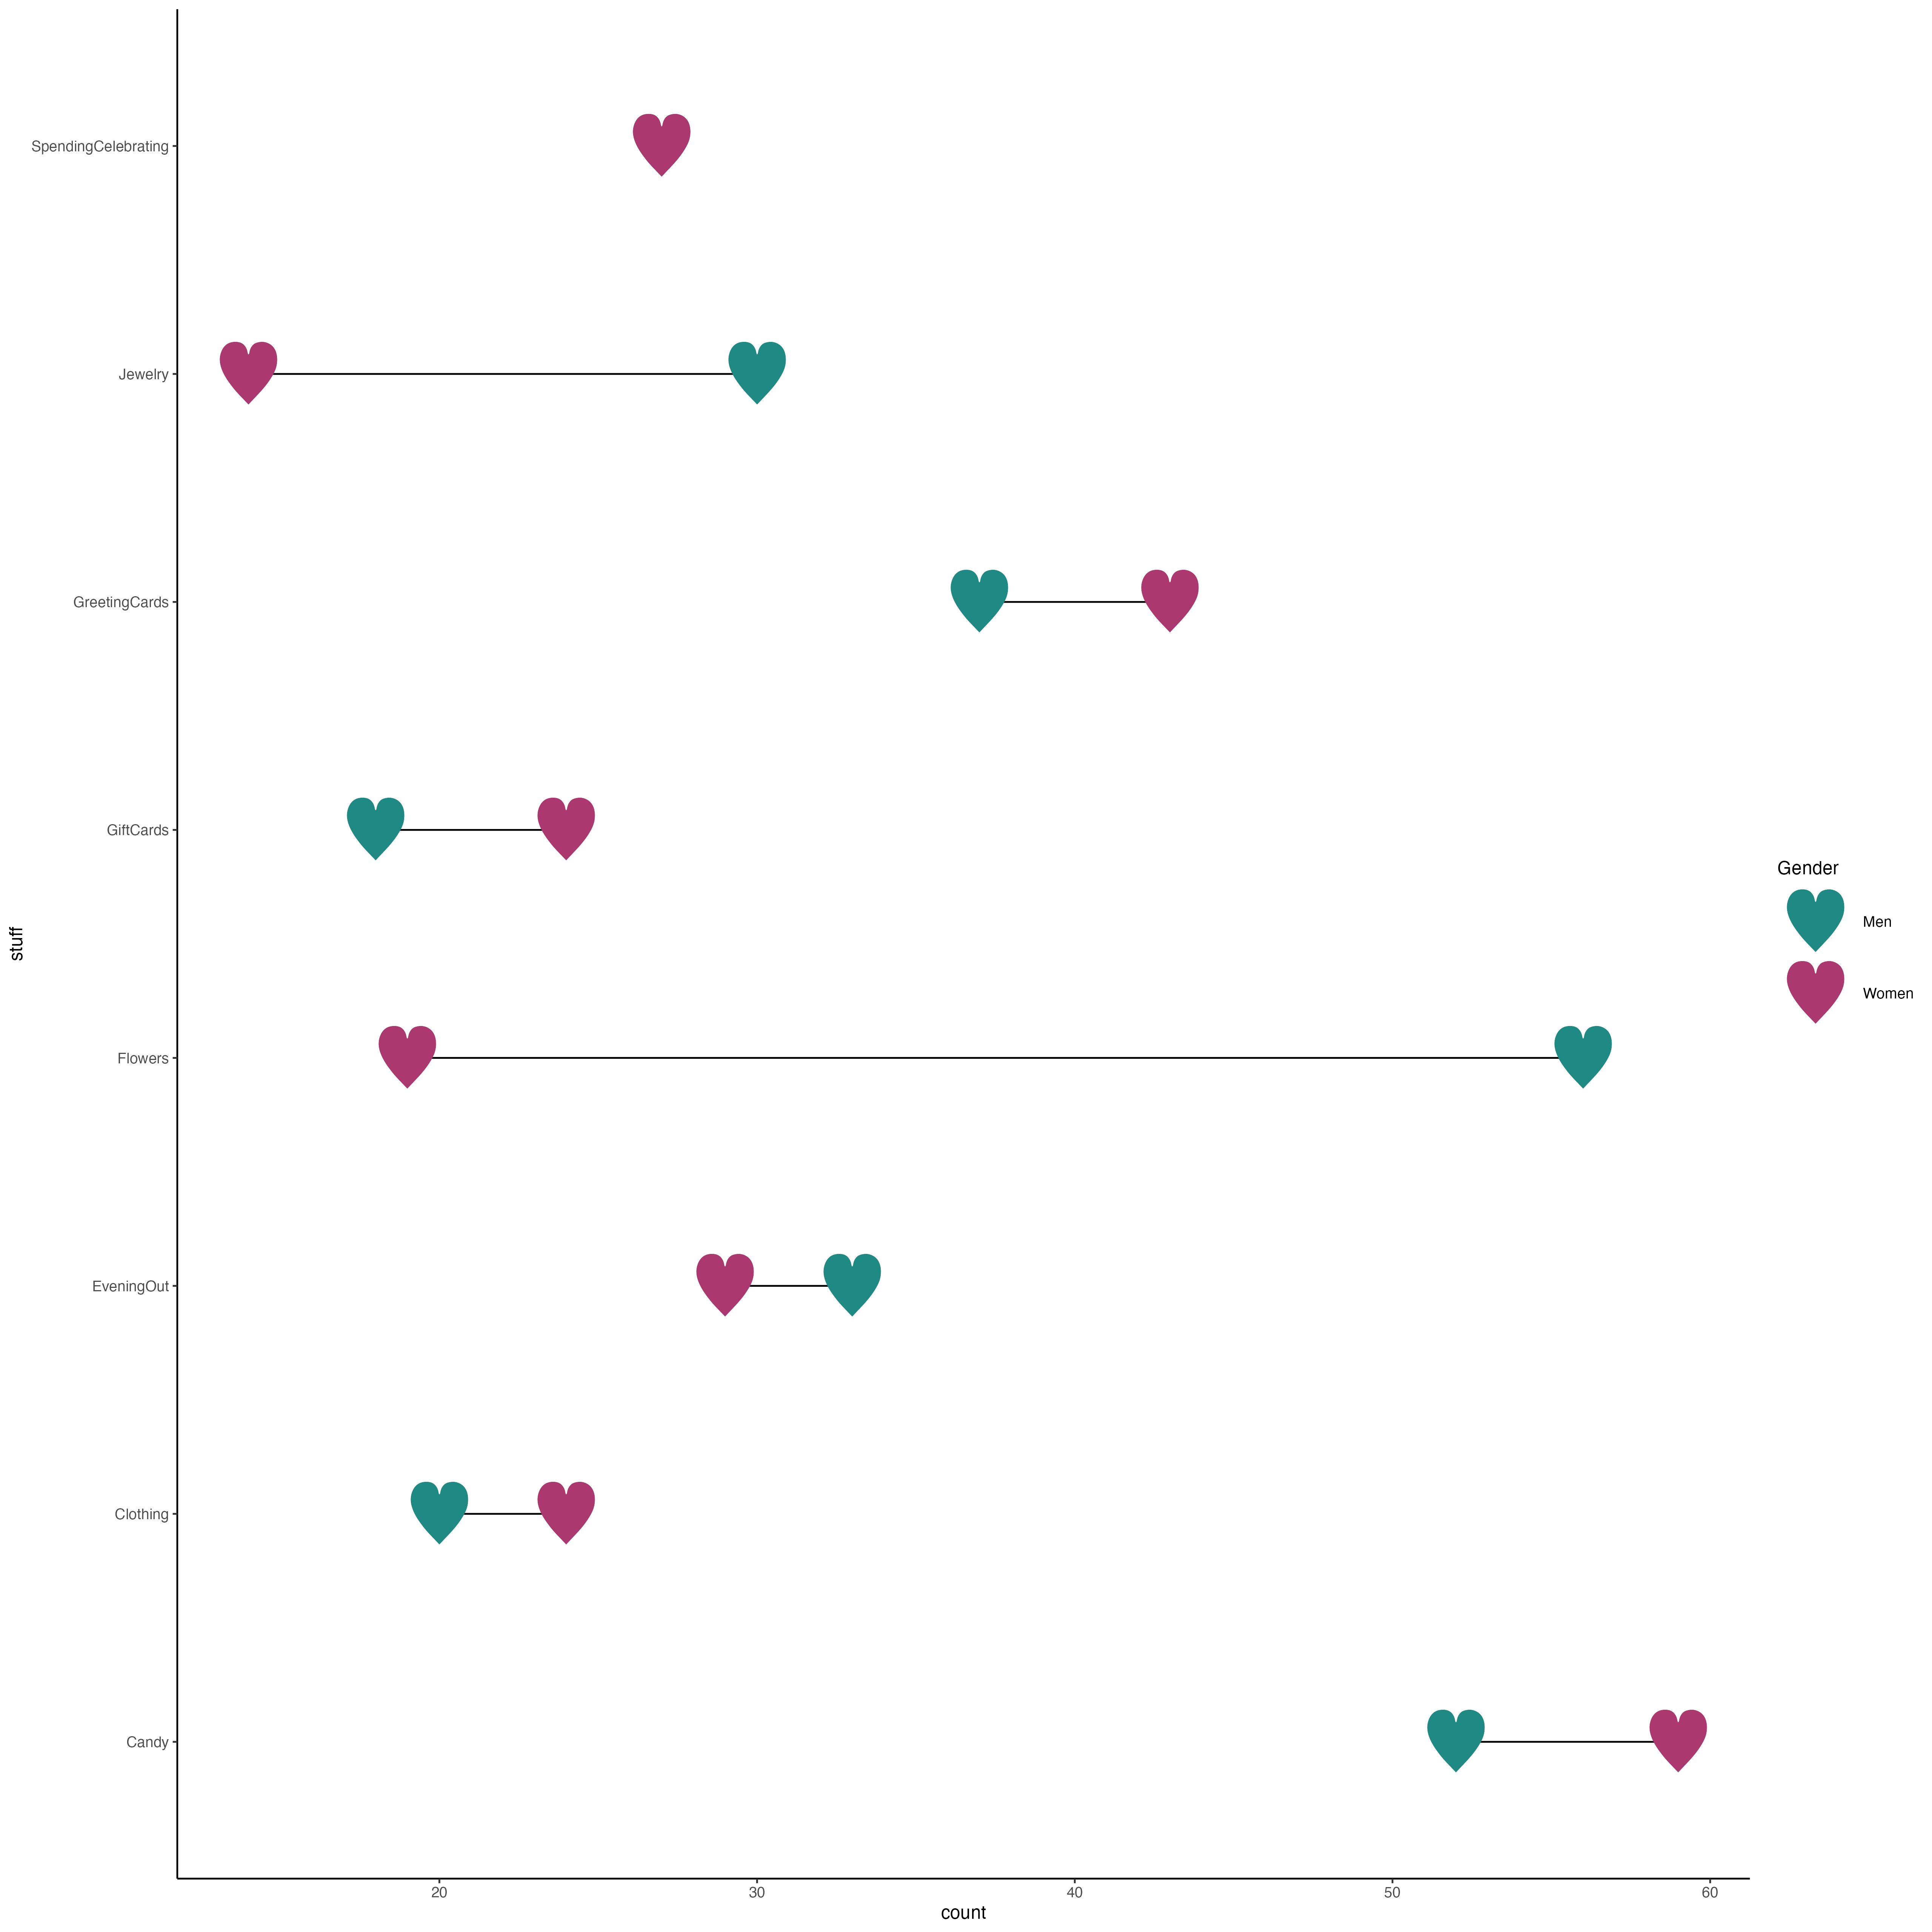 SpendingCelebrating
Jewelry
GreetingCards
GiftCards
Flowers
EveningOut
Clothing
Candy
stuff
20 30 40 50 60
count
Gender
Men
Women